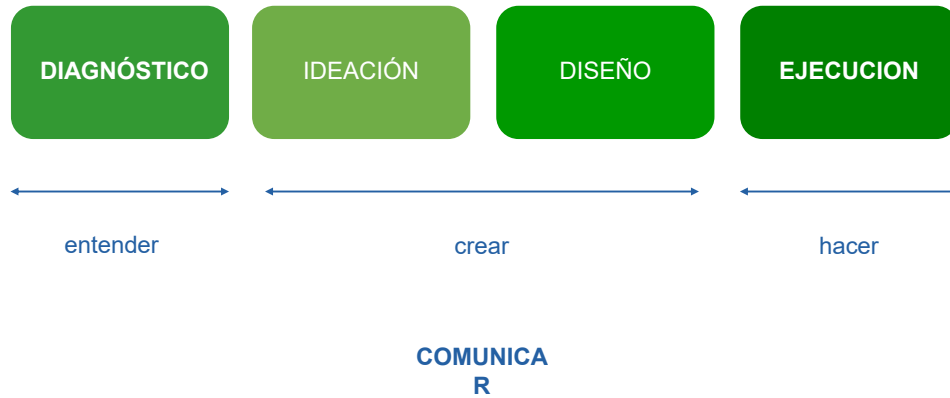 DIAGNÓSTICO
IDEACIÓN
DISEÑO
EJECUCION
entender
crear
hacer
COMUNICA
R